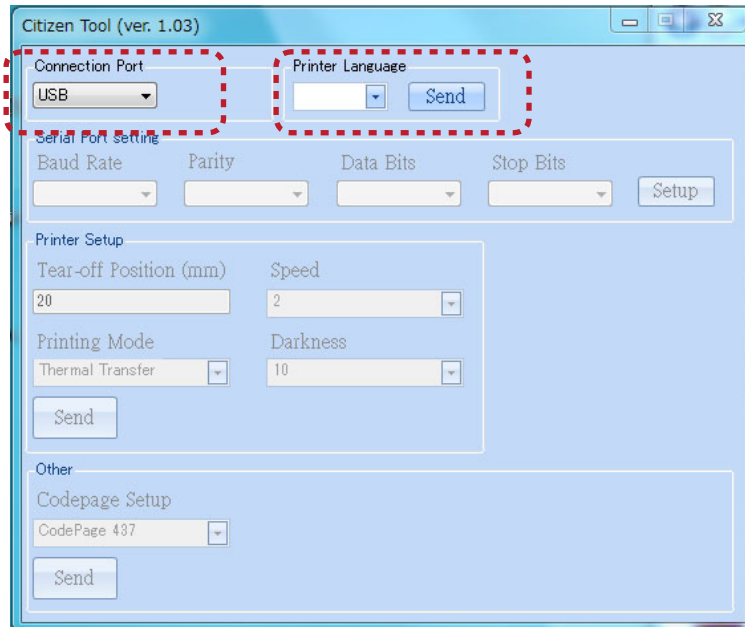 Citizen Tool (ver. 1.03)
Connection Port
Printer Language
USB
Send
Serial Port setting
Baud Rate Parity Data Bits Stop Bits
Setup
Printer Setup
Tear-off Position (mm) Speed
20 2
Printing Mode Darkness
Thermal Transfer 10
Send
Other
Codepage Setup
CodePage 437
Send